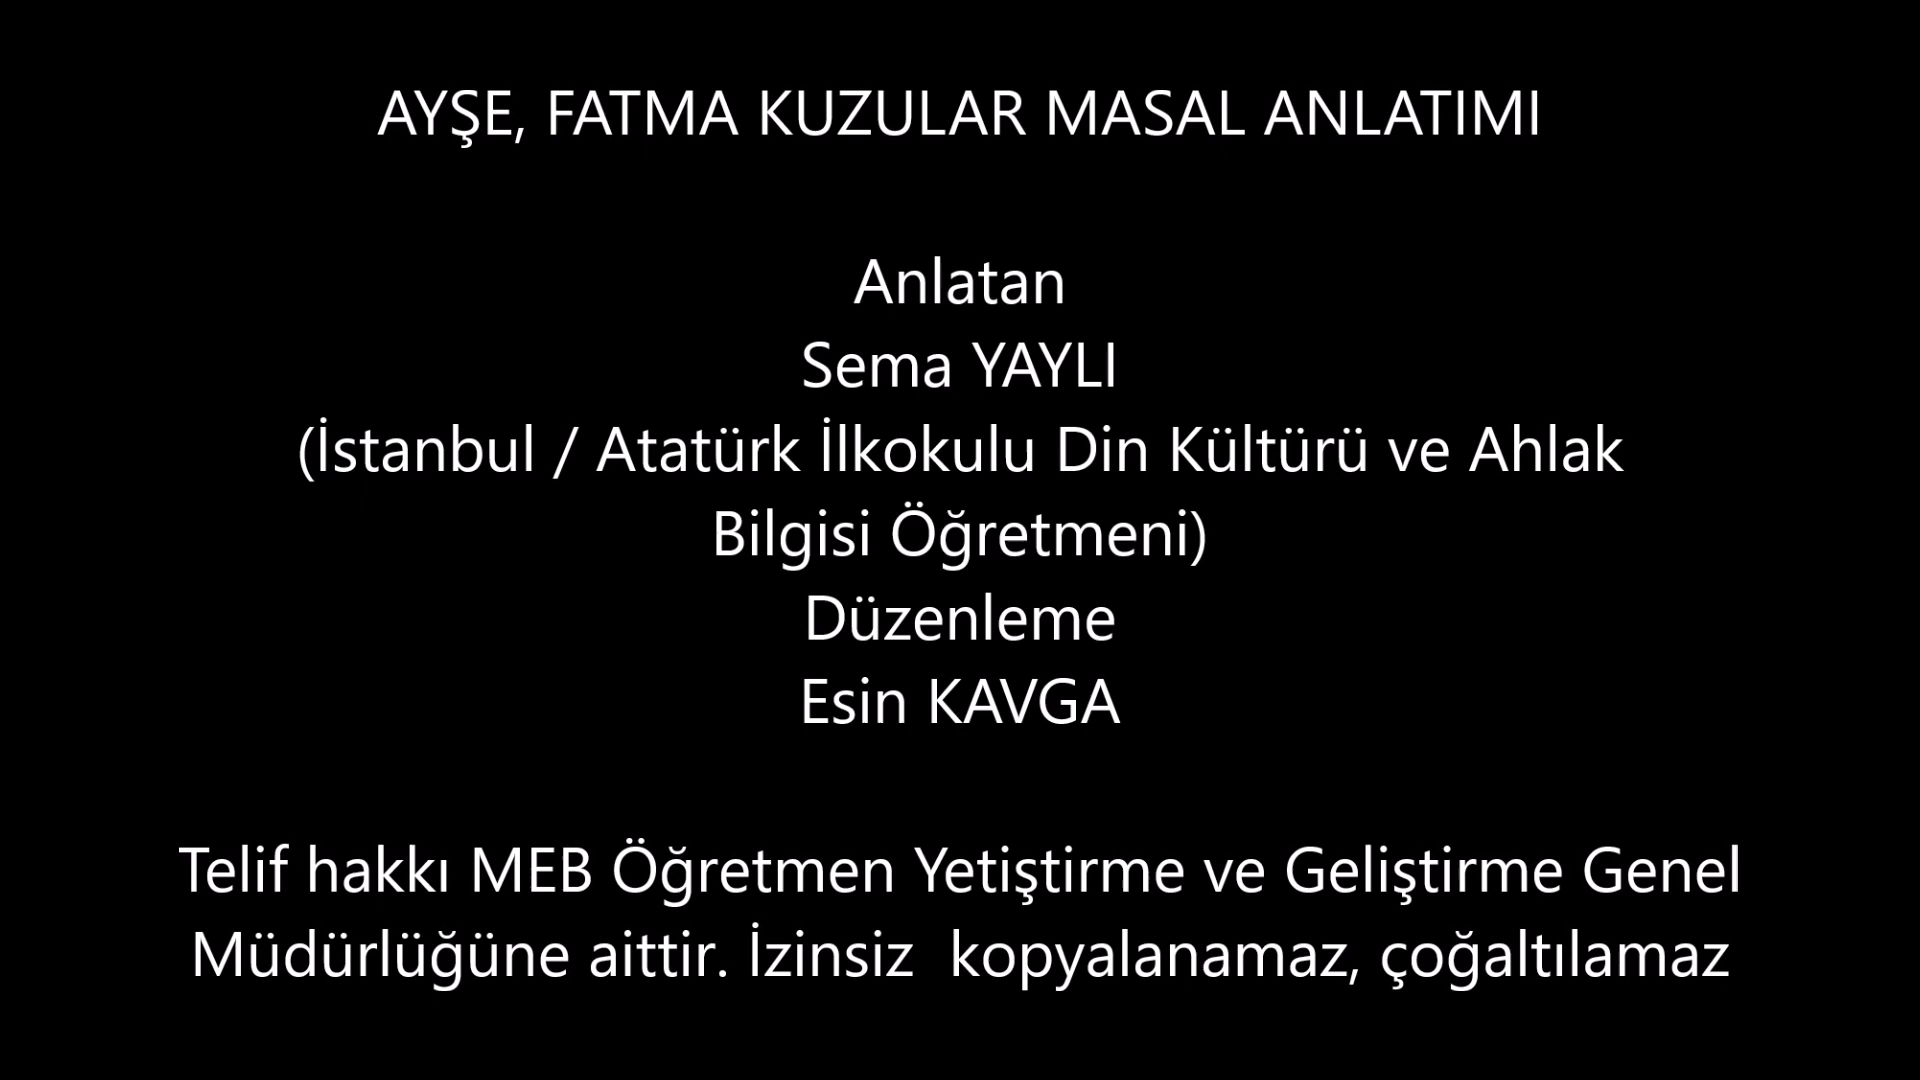 AYŞE, FATMA KUZULAR MASAL ANLATIMI
Anlatan
Sema YAYLI
(İstanbul / Atatürk İlkokulu Din Kültürü ve Ahlak
Bilgisi Öğretmeni)
Düzenleme
Esin KAVGA
Telif hakkı MEB Öğretmen Yetiştirme ve Geliştirme Genel
Müdürlüğüne aittir. İzinsiz  kopyalanamaz, çoğaltılamaz